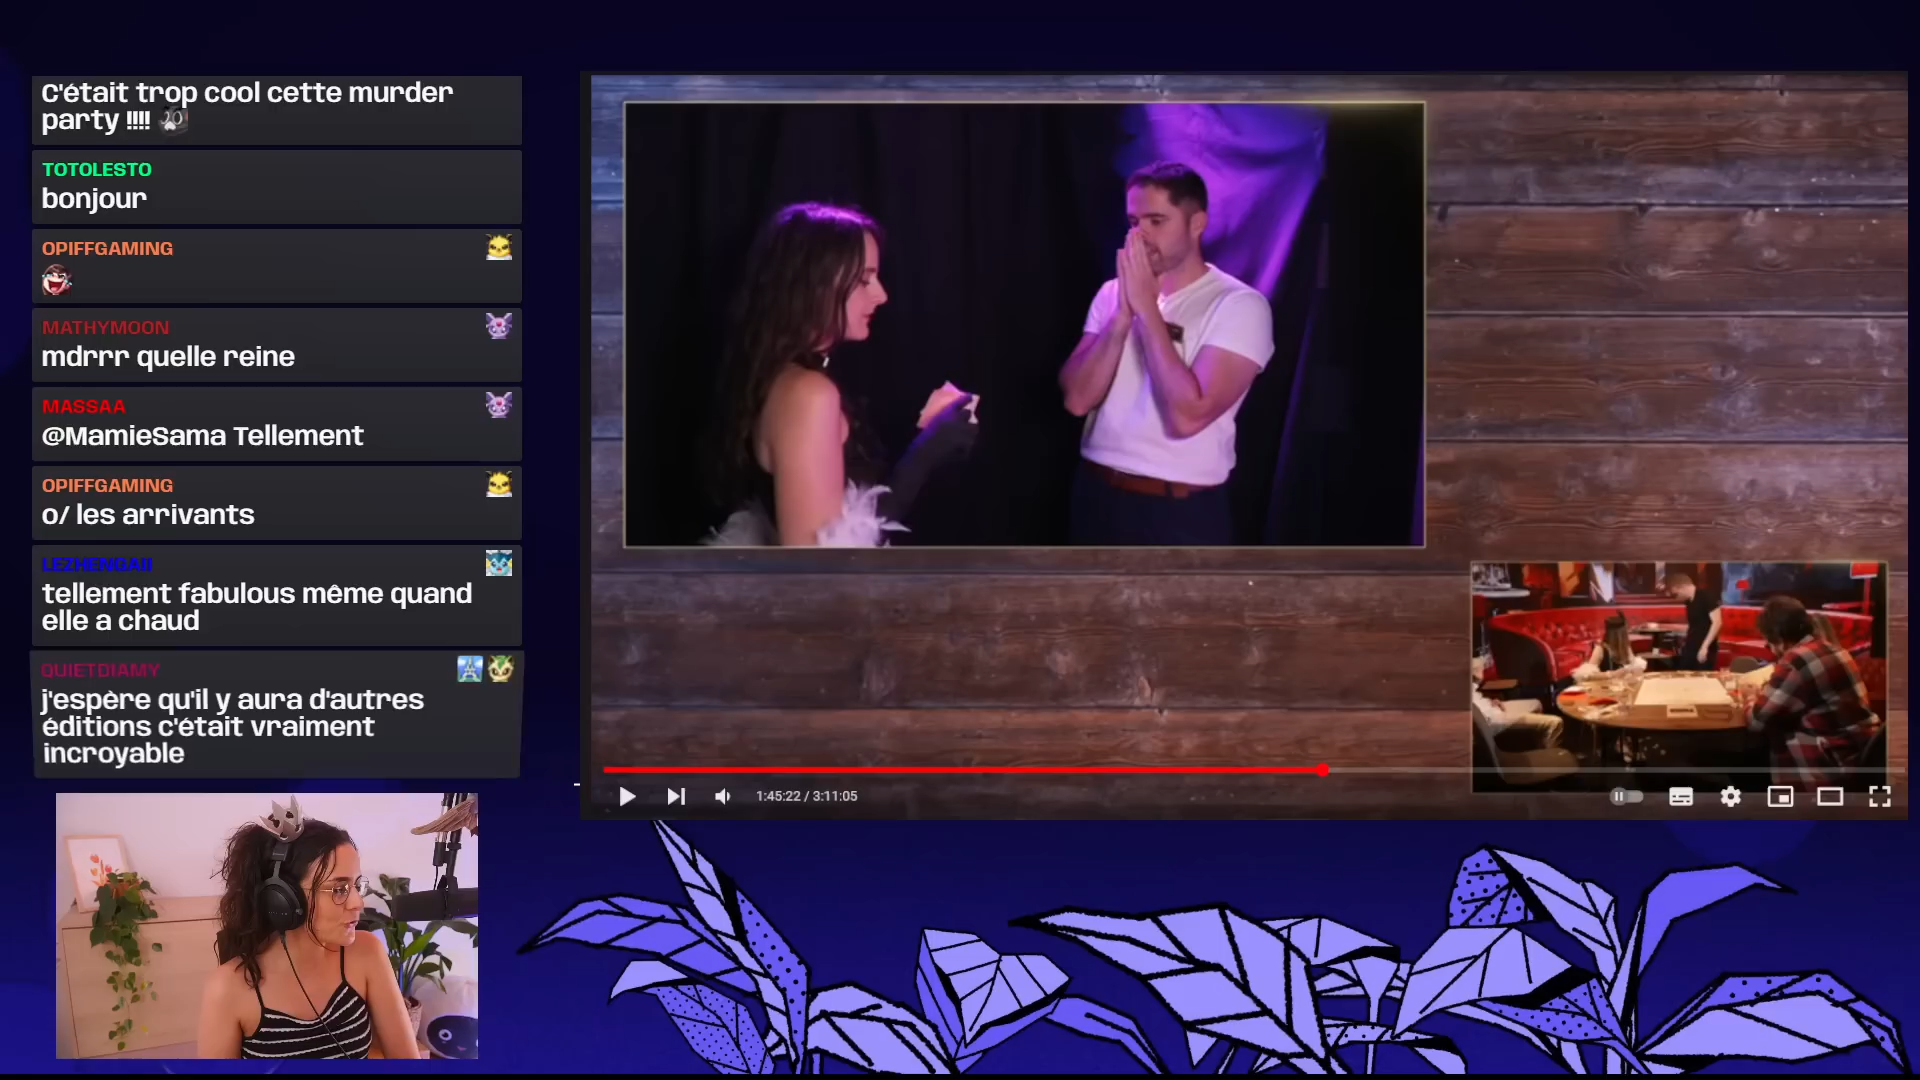 C'était trop cool cette murder
party !!!!
TOTOLESTO
bonjour
OPIFFGAMING
MATHYMOON
mdrrr quelle reine
MASSAA
@MamieSama Tellement
OPIFFGAMING
o/ les arrivants
LEZHENGAII
tellement fabulous même quand
elle a chaud
QUIETDIAMY
j'espère qu'il y aura d'autres
éditions c'était vraiment
incroyable
1:45:22 / 3:11:05